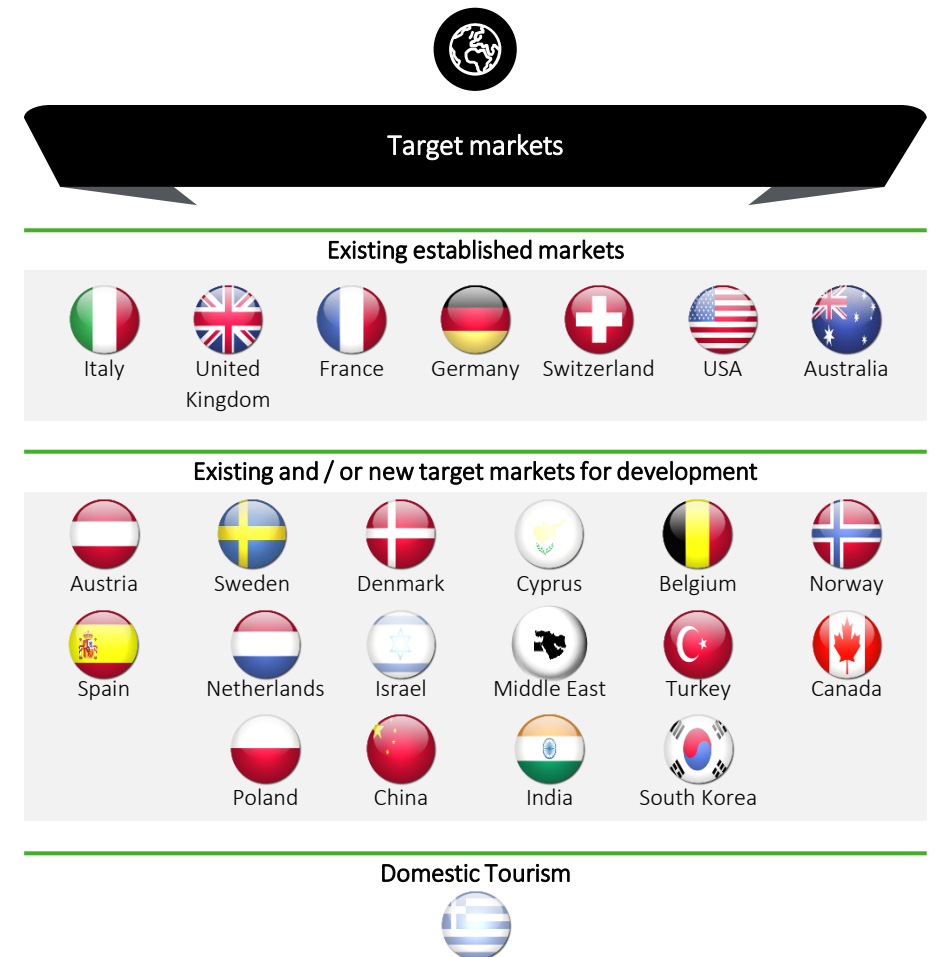 Target markets
Existing established markets
Italy
United Kingdom
France
Germany
Switzerland
USA
Australia
Existing and / or new target markets for development
Austria
Sweden
Denmark
Cyprus
Belgium
Norway
Spain
Netherlands
Israel
Middle East
Turkey
Canada
Poland
China
India
South Korea
Domestic Tourism